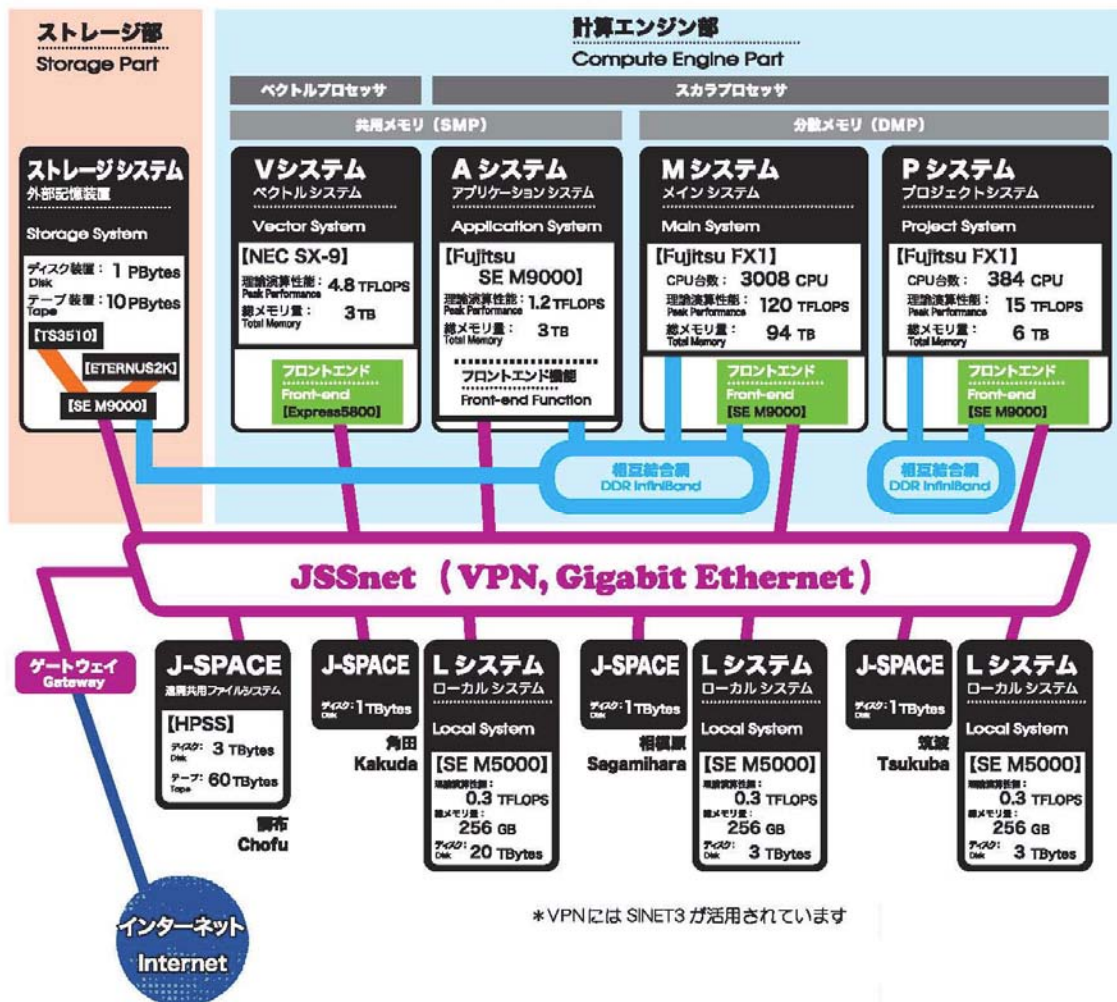 ストレージ部
Storage Part
計算エンジン部
Compute Engine Part
ベクトルプロセッサ
スカラプロセッサ
共用メモリ（SMP）
分散メモリ（DMP）
ストレージシステム
外部記憶装置
Storage System
ディスク装置： 1 PBytes
Disk
テープ装置：10 PBytes
Tape
【TS3510】
【ETERNUS2K】
【SE M9000】
Vシステム
ベクトルシステム
Vector System
【NEC SX-9】
理論演算性能： 4.8 TFLOPS
Peak Performance
総メモリ量： 3 TB
Total Memory
フロントエンド
Front-end
【Express5800】
Aシステム
アプリケーションシステム
Application System
【Fujitsu
SE M9000】
理論演算性能：1.2 TFLOPS
Peak Performance
総メモリ量： 3 TB
Total Memory
フロントエンド機能
Front-end Function
Mシステム
メインシステム
Main System
【Fujitsu FX1】
CPU台数： 3008 CPU
理論演算性能： 120 TFLOPS
Peak Performance
総メモリ量： 94 TB
Total Memory
フロントエンド
Front-end
【SE M9000】
Pシステム
プロジェクトシステム
Project System
【Fujitsu FX1】
CPU台数： 384 CPU
理論演算性能： 15 TFLOPS
Peak Performance
総メモリ量： 6 TB
Total Memory
フロントエンド
Front-end
【SE M9000】
相互結合網
DDR InfiniBand
相互結合網
DDR InfiniBand
JSSnet （VPN, Gigabit Ethernet）
ゲートウェイ
Gateway
インターネット
Internet
J-SPACE
遠隔共用ファイルシステム
【HPSS】
ディスク： 3 TBytes
Disk
テープ：60TBytes
Tape
調布
Chofu
J-SPACE
ディスク：1TBytes
Disk
角田
Kakuda
Lシステム
ローカルシステム
Local System
【SE M5000】
理論演算性能：
0.3 TFLOPS
総メモリ量：
256 GB
ディスク： 20 TBytes
Disk
J-SPACE
ディスク：1TBytes
Disk
相模原
Sagamihara
Lシステム
ローカルシステム
Local System
【SE M5000】
理論演算性能：
0.3 TFLOPS
総メモリ量：
256 GB
ディスク： 3 TBytes
Disk
J-SPACE
ディスク：1TBytes
Disk
筑波
Tsukuba
Lシステム
ローカルシステム
Local System
【SE M5000】
理論演算性能：
0.3 TFLOPS
総メモリ量：
256 GB
ディスク： 3 TBytes
Disk
＊VPNには SINET3 が活用されています